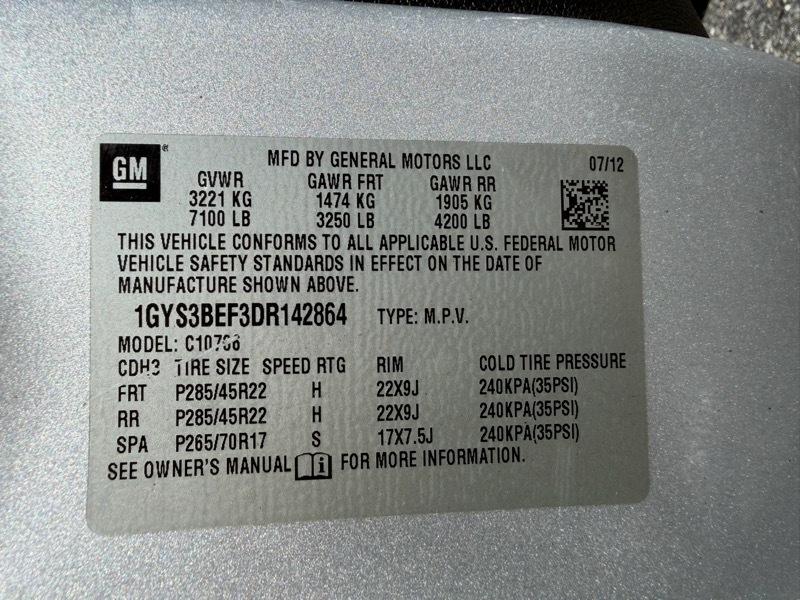 GM
MFD BY GENERAL MOTORS LLC 07/12
GVWR GAWR FRT GAWR RR
3221 KG 1474 KG 1905 KG
7100 LB 3250 LB 4200 LB
THIS VEHICLE CONFORMS TO ALL APPLICABLE U.S. FEDERAL MOTOR
VEHICLE SAFETY STANDARDS IN EFFECT ON THE DATE OF
MANUFACTURE SHOWN ABOVE.
1GYS3BEF3DR142864 TYPE: M.P.V.
MODEL:
TIRE SIZE SPEED RTG RIM COLD TIRE PRESSURE
FRT P285/45R22 H 22X9J 240KPA(35PSI)
RR P285/45R22 H 22X9J 240KPA(35PSI)
SPA P265/70R17 S 17X7.5J 240KPA(35PSI)
SEE OWNER'S MANUAL i FOR MORE INFORMATION.